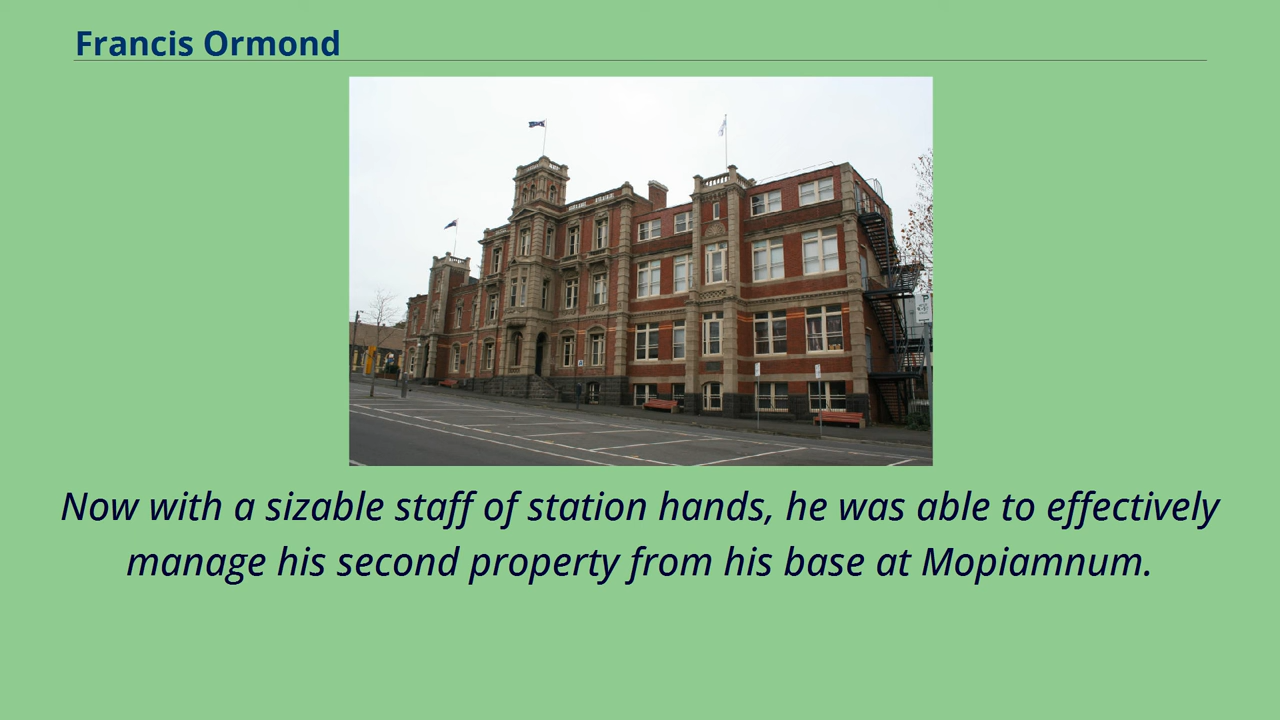 Francis Ormond
Now with a sizable staff of station hands, he was able to effectively
manage his second property from his base at Mopiamnum.